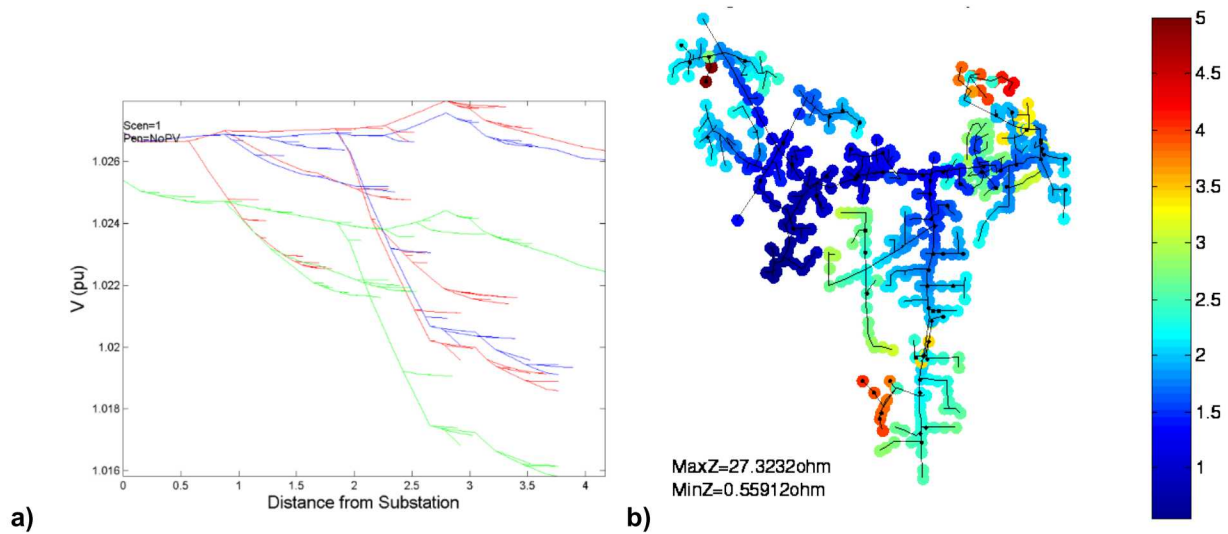 Scen=1
Pen=NoPV
1.026
1.024
1.022
1.02
1.018
1.016
V (pu)
0 0.5 1 1.5 2 2.5 3 3.5 4
Distance from Substation
a)
MaxZ=27.3232ohm
MinZ=0.55912ohm
b)
5
4.5
4
3.5
3
2.5
2
1.5
1